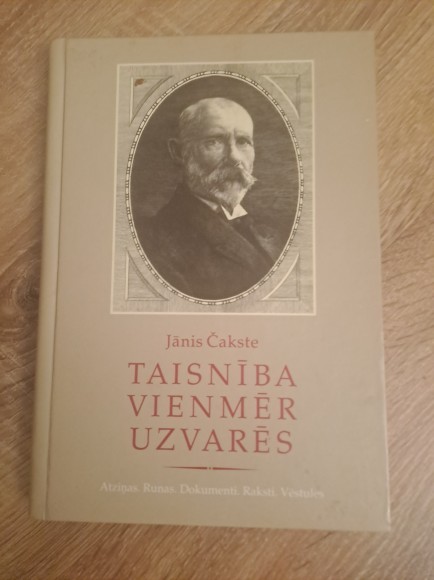 Jānis Čakste
TAISNĪBA
VIENMĒR
UZVARĒS
Atziņas. Runas. Dokumenti. Raksti. Vēstules